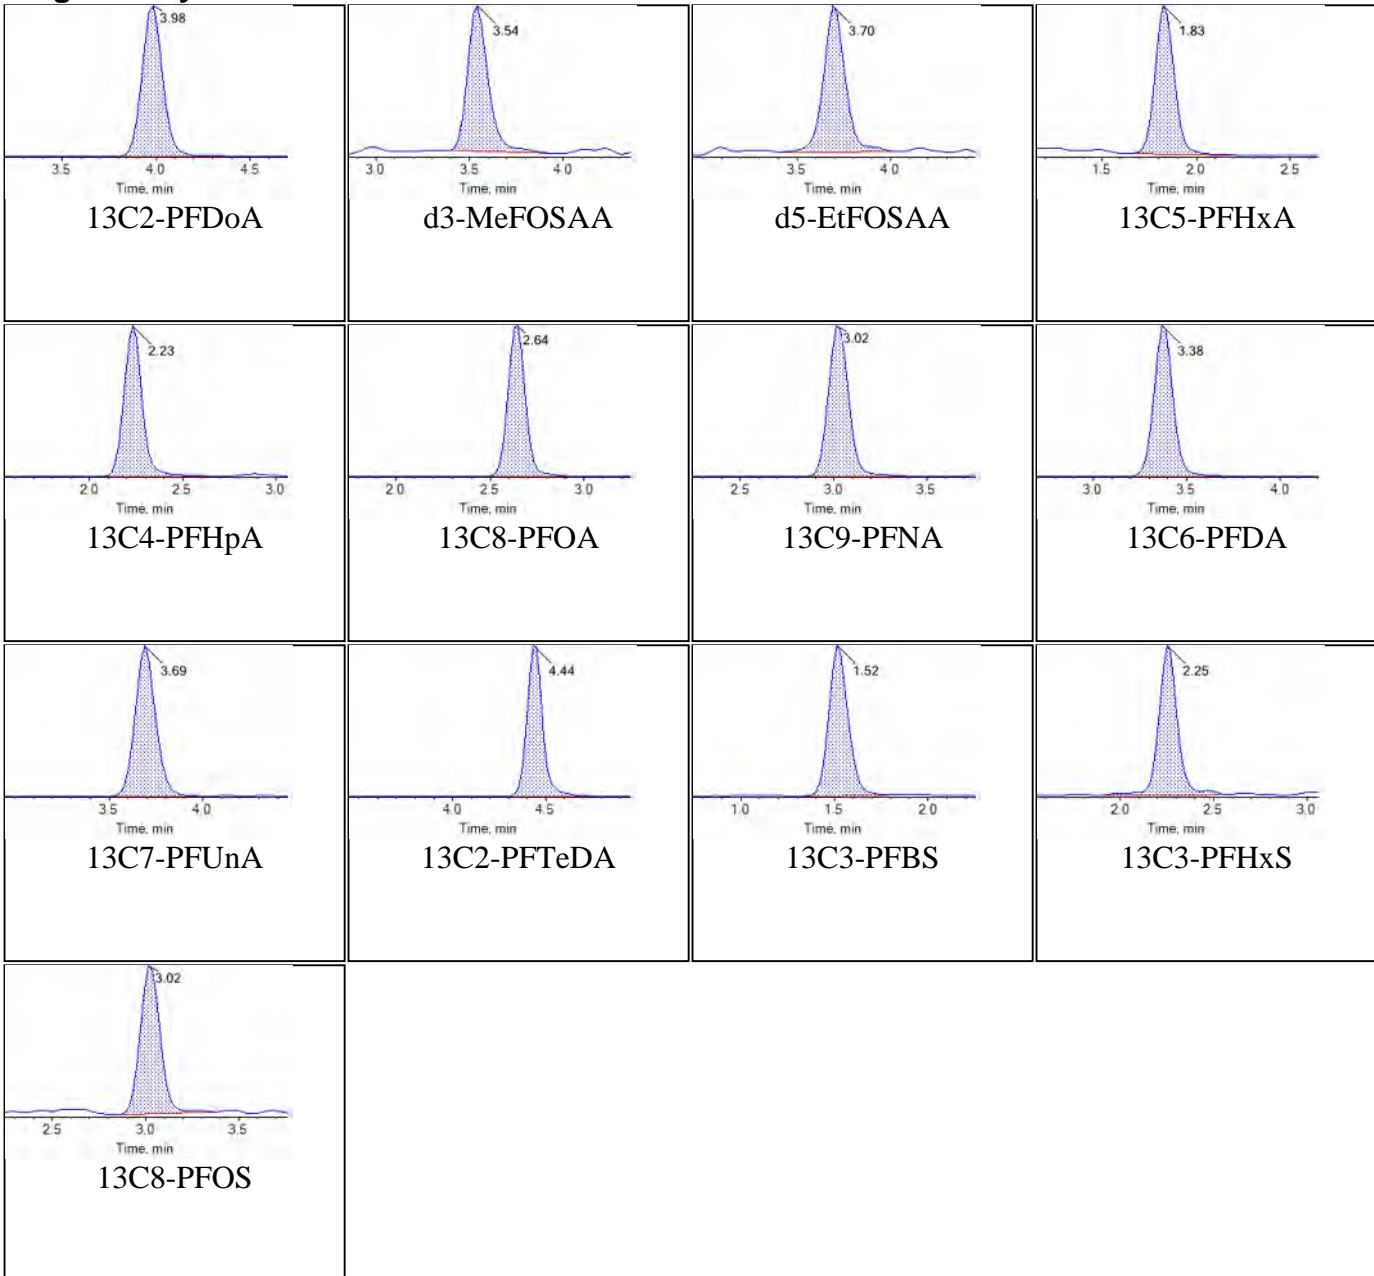 3.98
3.5 4.0 4.5
Time, min
13C2-PFDoA
3.54
3.0 3.5 4.0
Time, min
d3-MeFOSAA
3.70
3.5 4.0
Time, min
d5-EtFOSAA
1.83
1.5 2.0 2.5
Time, min
13C5-PFHxA
2.23
2.0 2.5 3.0
Time, min
13C4-PFHpA
2.64
2.0 2.5 3.0
Time, min
13C8-PFOA
3.02
2.5 3.0 3.5
Time, min
13C9-PFNA
3.38
3.0 3.5 4.0
Time, min
13C6-PFDA
3.69
3.5 4.0
Time, min
13C7-PFUnA
4.44
4.0 4.5
Time, min
13C2-PFTeDA
1.52
1.0 1.5 2.0
Time, min
13C3-PFBS
2.25
2.0 2.5 3.0
Time, min
13C3-PFHxS
3.02
2.5 3.0 3.5
Time, min
13C8-PFOS